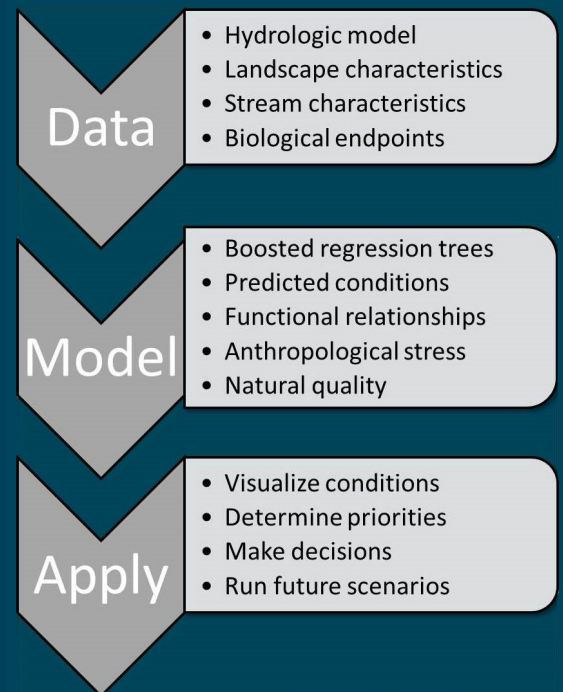 Data
• Hydrologic model
• Landscape characteristics
• Stream characteristics
• Biological endpoints
Model
• Boosted regression trees
• Predicted conditions
• Functional relationships
• Anthropological stress
• Natural quality
Apply
• Visualize conditions
• Determine priorities
• Make decisions
• Run future scenarios